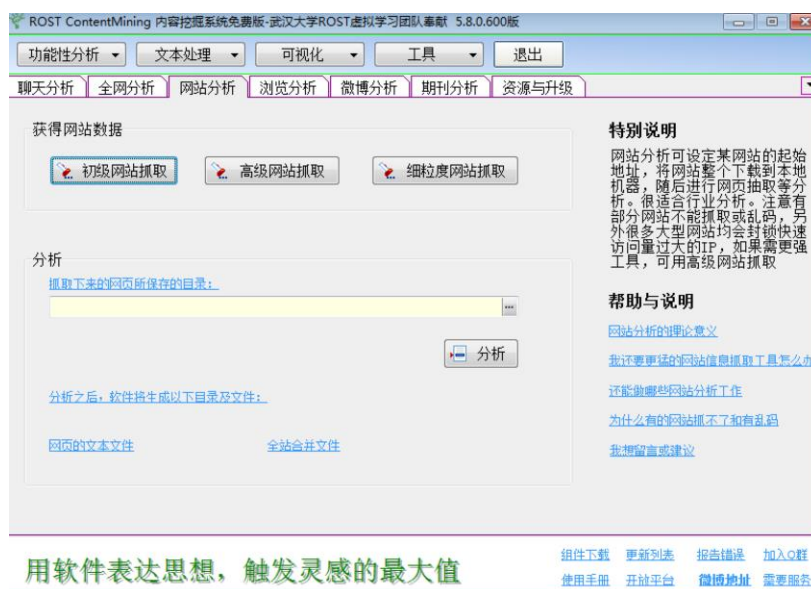 ROST ContentMining 内容挖掘系统免费版-武汉大学ROST虚拟学习团队奉献 5.8.0.600版
功能性分析 文本处理 可视化 工具 退出
聊天分析 全网分析 网站分析 浏览分析 微博分析 期刊分析 资源与升级
获得网站数据
初级网站抓取 高级网站抓取 细粒度网站抓取
分析
抓取下来的网页所保存的目录:
...
分析
分析之后，软件将生成以下目录及文件:
网页的文本文件 全站合并文件
特别说明
网站分析可设定某网站的起始
地址，将网站整个下载到本地
机器，随后进行网页抽取等分
析。很适合行业分析。注意有
部分网站不能抓取或乱码，另
外很多大型网站均会封锁快速
访问量过大的IP，如果需更强
工具，可用高级网站抓取
帮助与说明
网站分析的理论意义
我还要更猛的网站信息抓取工具怎么办
还能做哪些网站分析工作
为什么有的网站抓不了和有乱码
我想留言或建议
用软件表达思想，触发灵感的最大值
组件下载 更新列表 报告错误 加入Q群
使用手册 开放平台 微博地址 需要服务